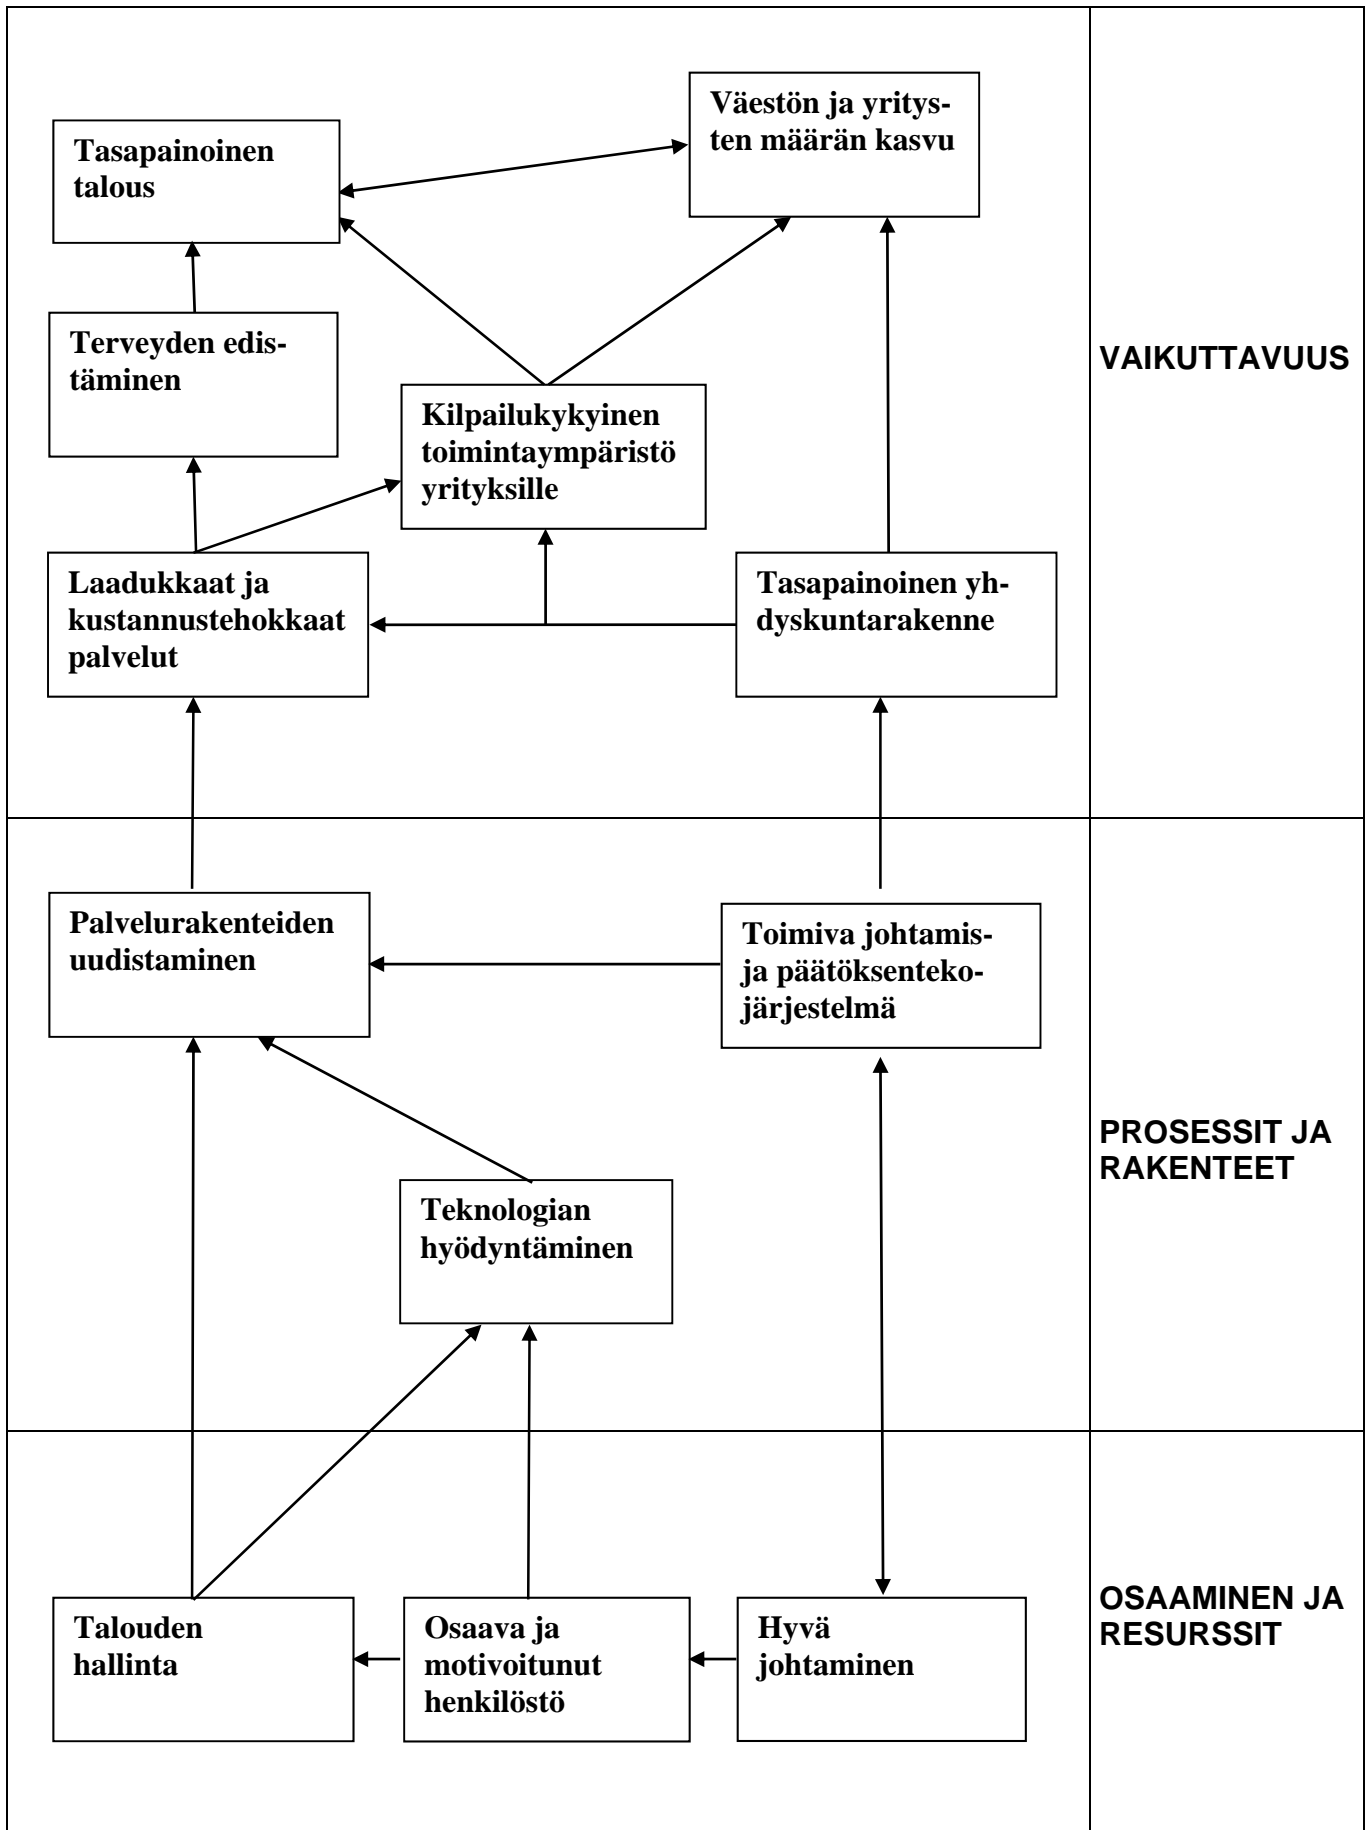 Väestön ja yritys-
ten määrän kasvu
Tasapainoinen
talous
Terveyden edis-
täminen
VAIKUTTAVUUS
Kilpailukykyinen
toimintaympäristö
yrityksille
Laadukkaat ja
kustannustehokkaat
palvelut
Tasapainoinen yh-
dyskuntarakenne
Palvelurakenteiden
uudistaminen
Toimiva johtamis-
ja päätöksenteko-
järjestelmä
PROSESSIT JA
RAKENTEET
Teknologian
hyödyntäminen
Talouden
hallinta
Osaava ja
motivoitunut
henkilöstö
Hyvä
johtaminen
OSAAMINEN JA
RESURSSIT